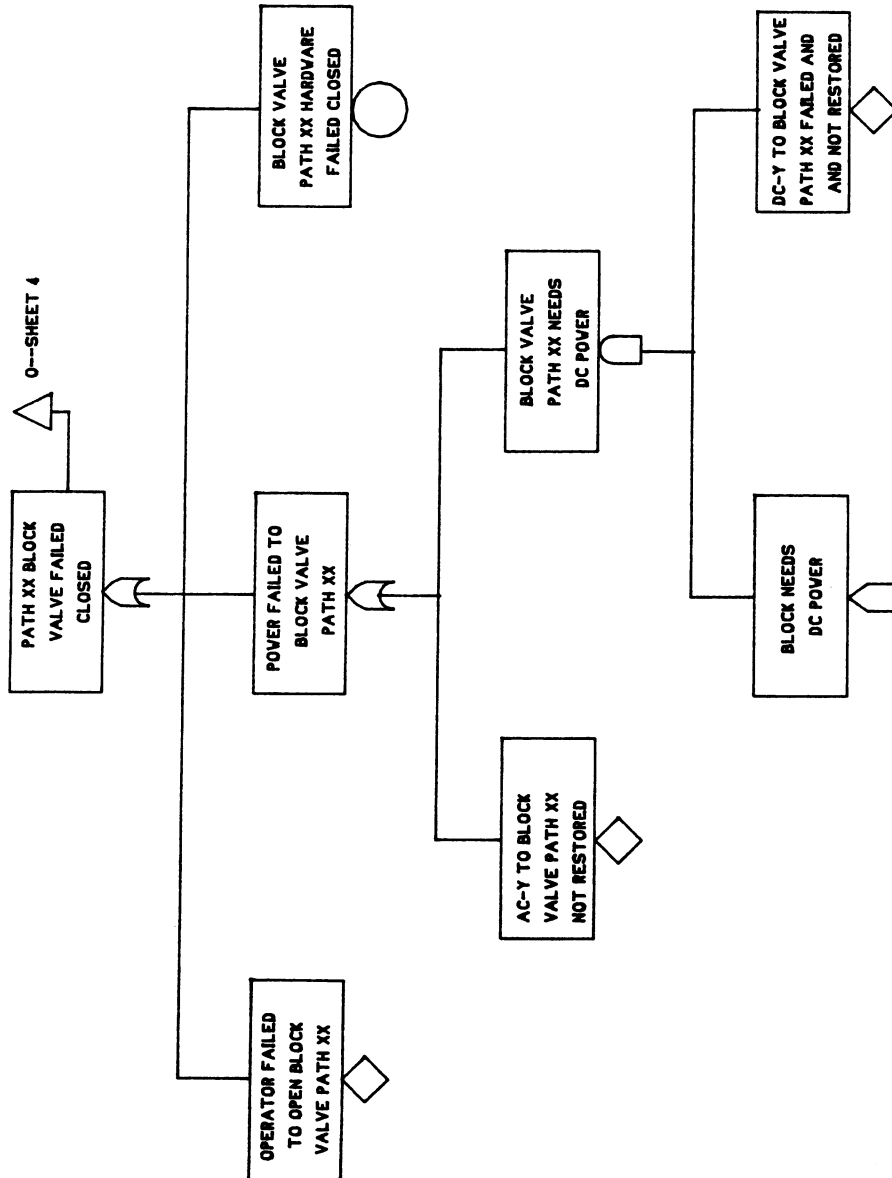 O--SHEET 4
PATH XX BLOCK
VALVE FAILED
CLOSED
OPERATOR FAILED
TO OPEN BLOCK
VALVE PATH XX
POWER FAILED TO
BLOCK VALVE
PATH XX
BLOCK VALVE
PATH XX HARDWARE
FAILED CLOSED
AC-Y TO BLOCK
VALVE PATH XX
NOT RESTORED
BLOCK VALVE
PATH XX NEEDS
DC POWER
BLOCK NEEDS
DC POWER
DC-Y TO BLOCK VALVE
PATH XX FAILED AND
AND NOT RESTORED